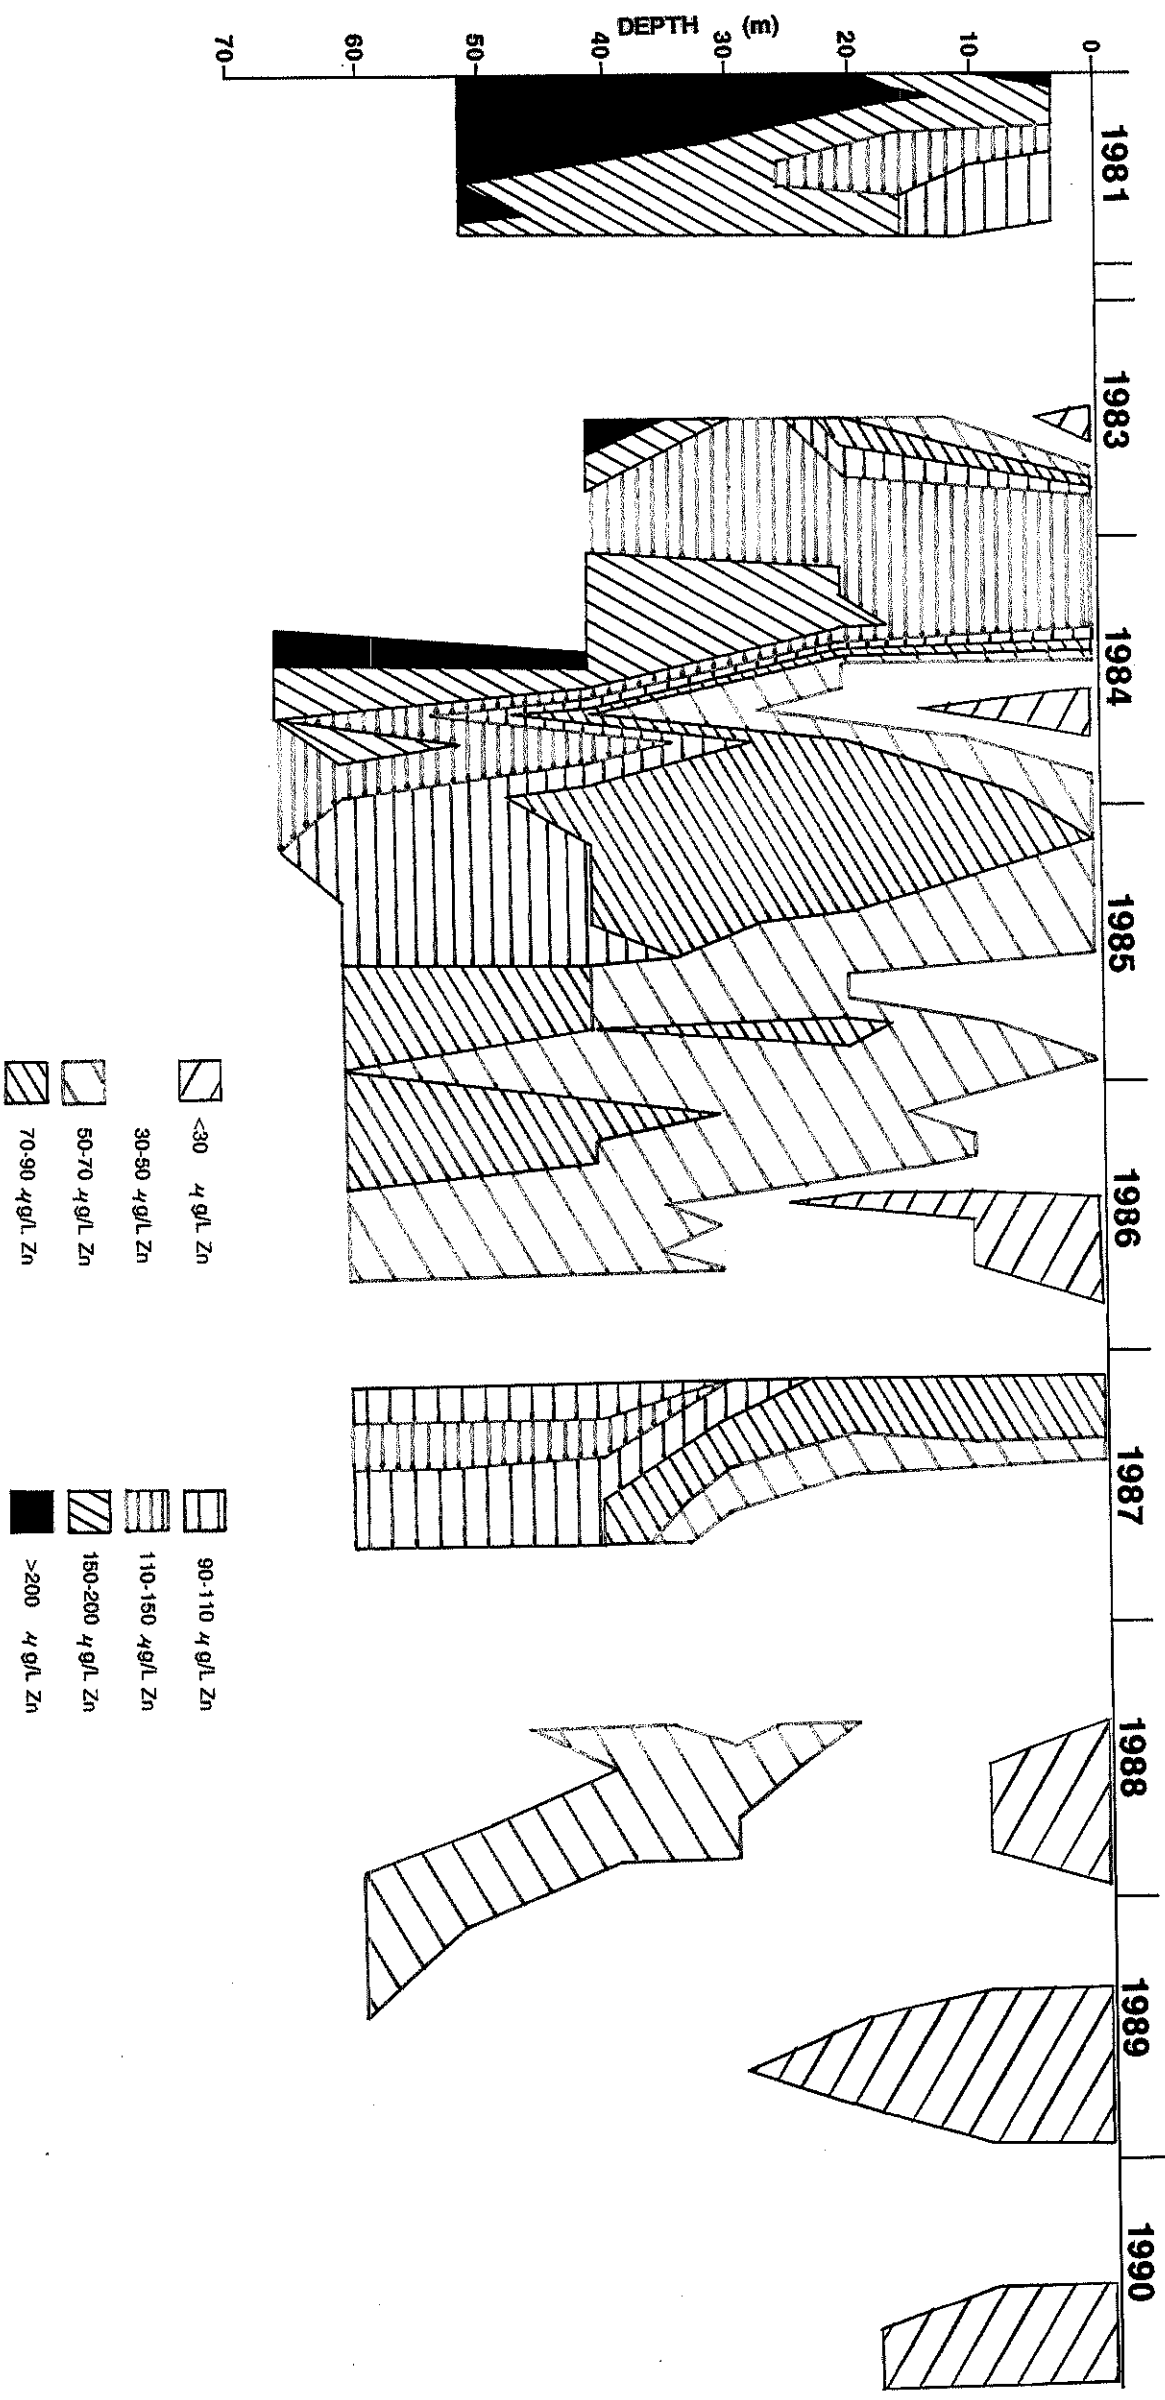 1981
1983
1984
1985
1986
1987
1988
1989
1990
0
10
20
30
40
50
60
70
DEPTH (m)
<30 μg/L Zn
30-50 μg/L Zn
50-70 μg/L Zn
70-90 μg/L Zn
90-110 μg/L Zn
110-150 μg/L Zn
150-200 μg/L Zn
>200 μg/L Zn